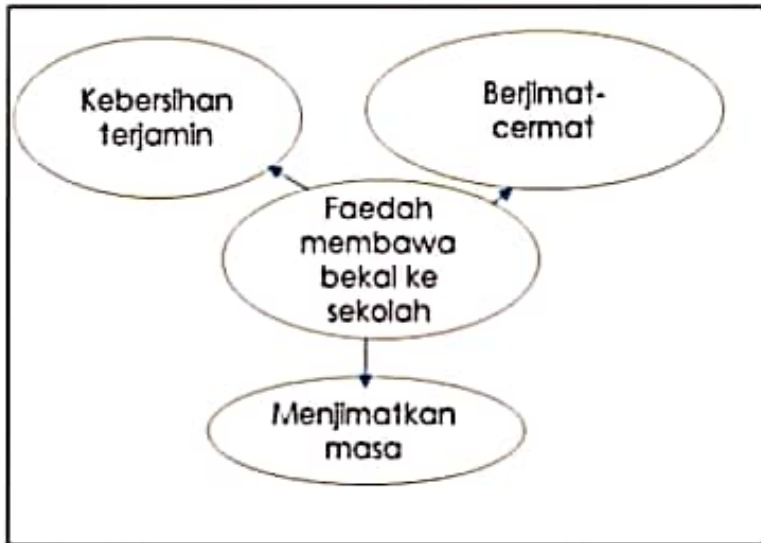 Kebersihan
terjamin
Berjimat-
cermat
Faedah
membawa
bekal ke
sekolah
Menjimatkan
masa